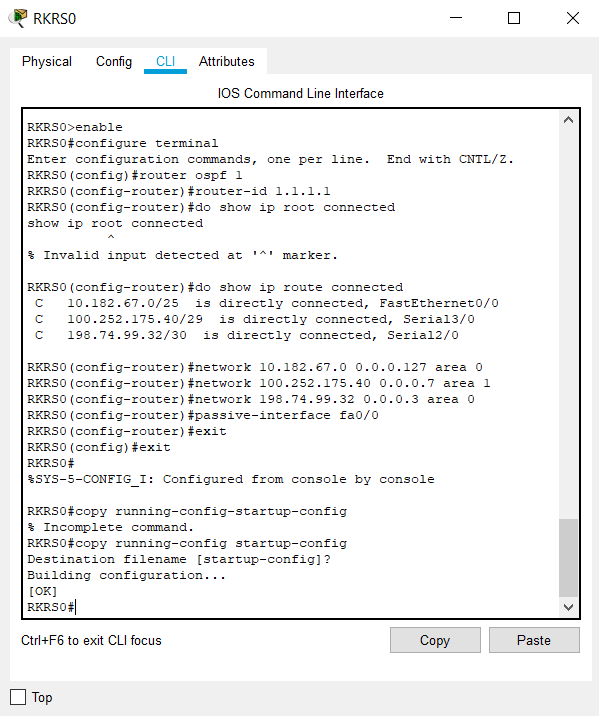 RKRS0
Physical Config CLI Attributes
IOS Command Line Interface
RKRS0>enable
RKRS0#configure terminal
Enter configuration commands, one per line.  End with CNTL/Z.
RKRS0(config)#router ospf 1
RKRS0(config-router)#router-id 1.1.1.1
RKRS0(config-router)#do show ip root connected
show ip root connected
          ^
% Invalid input detected at '^' marker.
RKRS0(config-router)#do show ip route connected
 C   10.182.67.0/25  is directly connected, FastEthernet0/0
 C   100.252.175.40/29  is directly connected, Serial3/0
 C   198.74.99.32/30  is directly connected, Serial2/0
RKRS0(config-router)#network 10.182.67.0 0.0.0.127 area 0
RKRS0(config-router)#network 100.252.175.40 0.0.0.7 area 1
RKRS0(config-router)#network 198.74.99.32 0.0.0.3 area 0
RKRS0(config-router)#passive-interface fa0/0
RKRS0(config-router)#exit
RKRS0(config)#exit
RKRS0#
%SYS-5-CONFIG_I: Configured from console by console
RKRS0#copy running-config-startup-config
% Incomplete command.
RKRS0#copy running-config startup-config
Destination filename [startup-config]?
Building configuration...
[OK]
RKRS0#
Ctrl+F6 to exit CLI focus
Copy Paste
Top